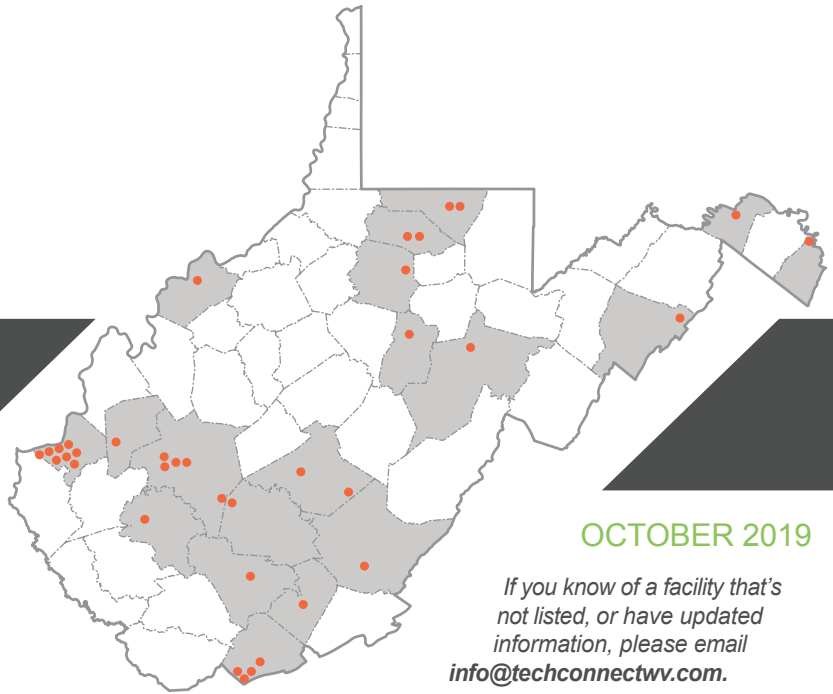 OCTOBER 2019
If you know of a facility that's
not listed, or have updated
information, please email
info@techconnectwv.com.